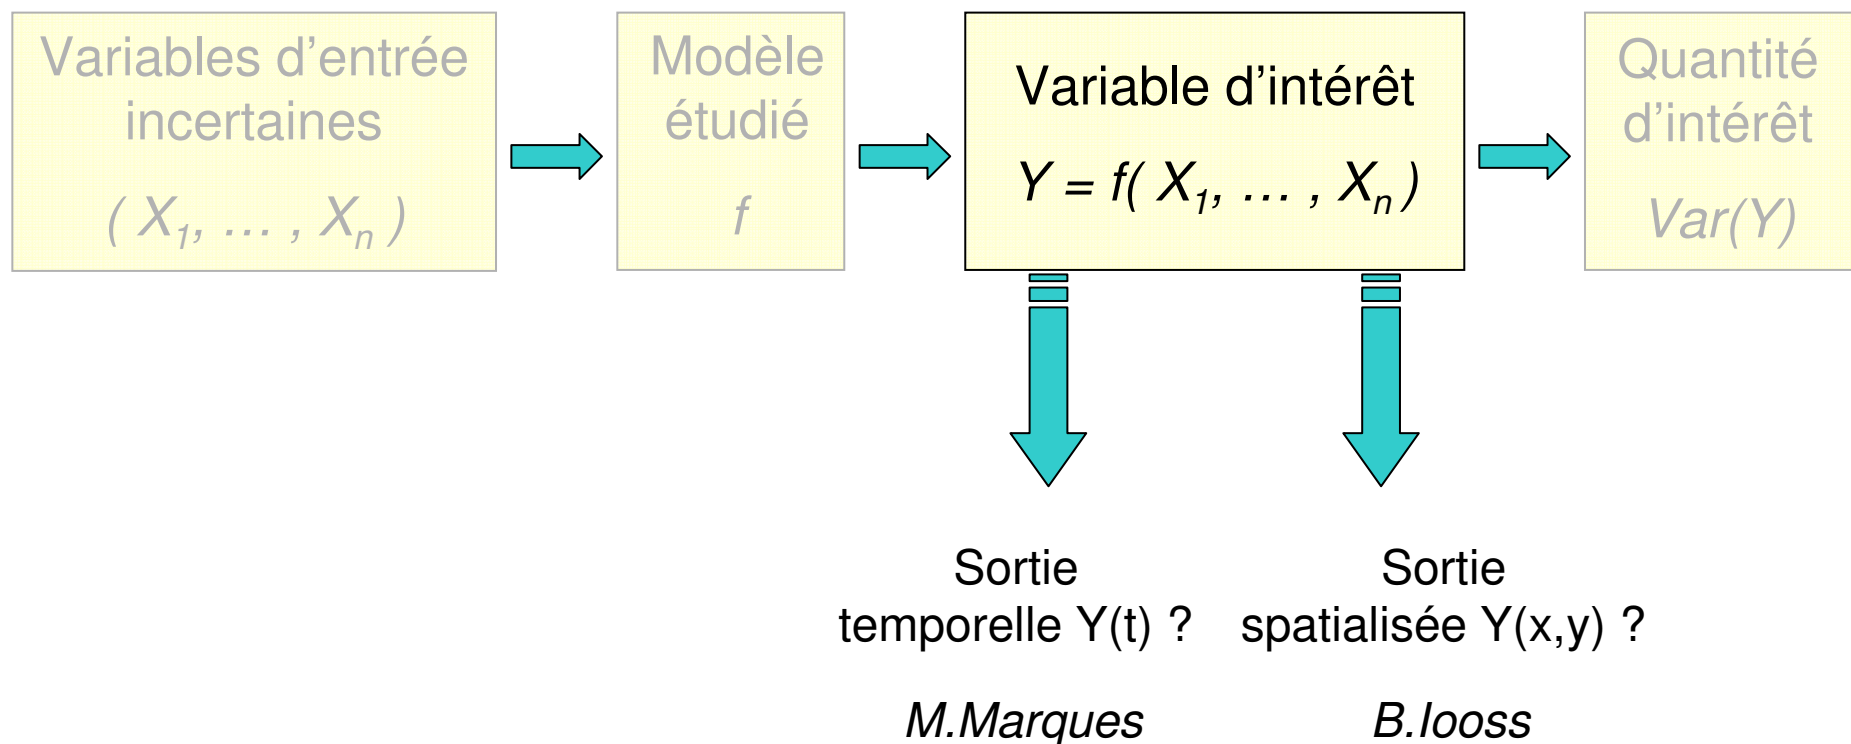 Variables d'entrée
incertaines
( X1, … , Xn )
Modèle
étudié
f
Variable d'intérêt
Y = f( X1, … , Xn )
Quantité
d'intérêt
Var(Y)
Sortie
temporelle Y(t) ?
M.Marques
Sortie
spatialisée Y(x,y) ?
B.Iooss